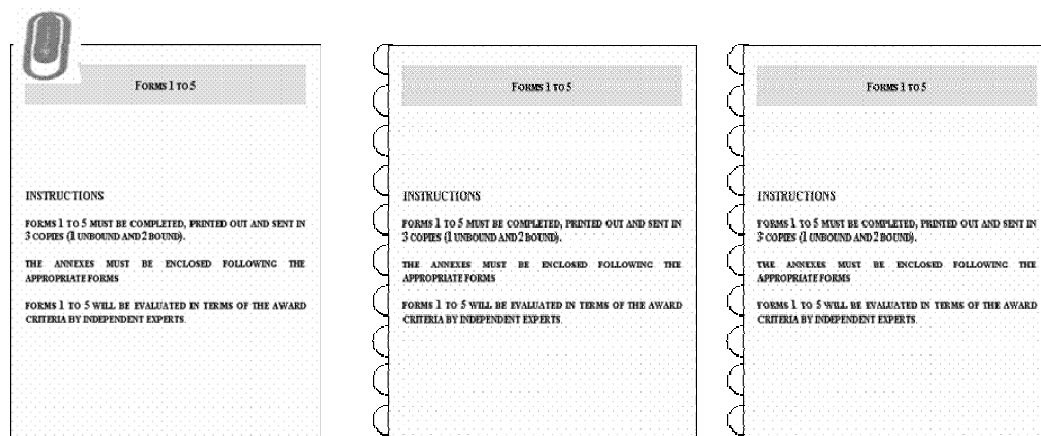 FORMS 1 TO 5
INSTRUCTIONS
FORMS 1 TO 5 MUST BE COMPLETED, PRINTED OUT AND SENT IN
3 COPIES (1 UNBOUND AND 2 BOUND).
THE ANNEXES MUST BE ENCLOSED FOLLOWING THE
APPROPRIATE FORMS
FORMS 1 TO 5 WILL BE EVALUATED IN TERMS OF THE AWARD
CRITERIA BY INDEPENDENT EXPERTS.
FORMS 1 TO 5
INSTRUCTIONS
FORMS 1 TO 5 MUST BE COMPLETED, PRINTED OUT AND SENT IN
3 COPIES (1 UNBOUND AND 2 BOUND).
THE ANNEXES MUST BE ENCLOSED FOLLOWING THE
APPROPRIATE FORMS
FORMS 1 TO 5 WILL BE EVALUATED IN TERMS OF THE AWARD
CRITERIA BY INDEPENDENT EXPERTS.
FORMS 1 TO 5
INSTRUCTIONS
FORMS 1 TO 5 MUST BE COMPLETED, PRINTED OUT AND SENT IN
3 COPIES (1 UNBOUND AND 2 BOUND).
THE ANNEXES MUST BE ENCLOSED FOLLOWING THE
APPROPRIATE FORMS
FORMS 1 TO 5 WILL BE EVALUATED IN TERMS OF THE AWARD
CRITERIA BY INDEPENDENT EXPERTS.